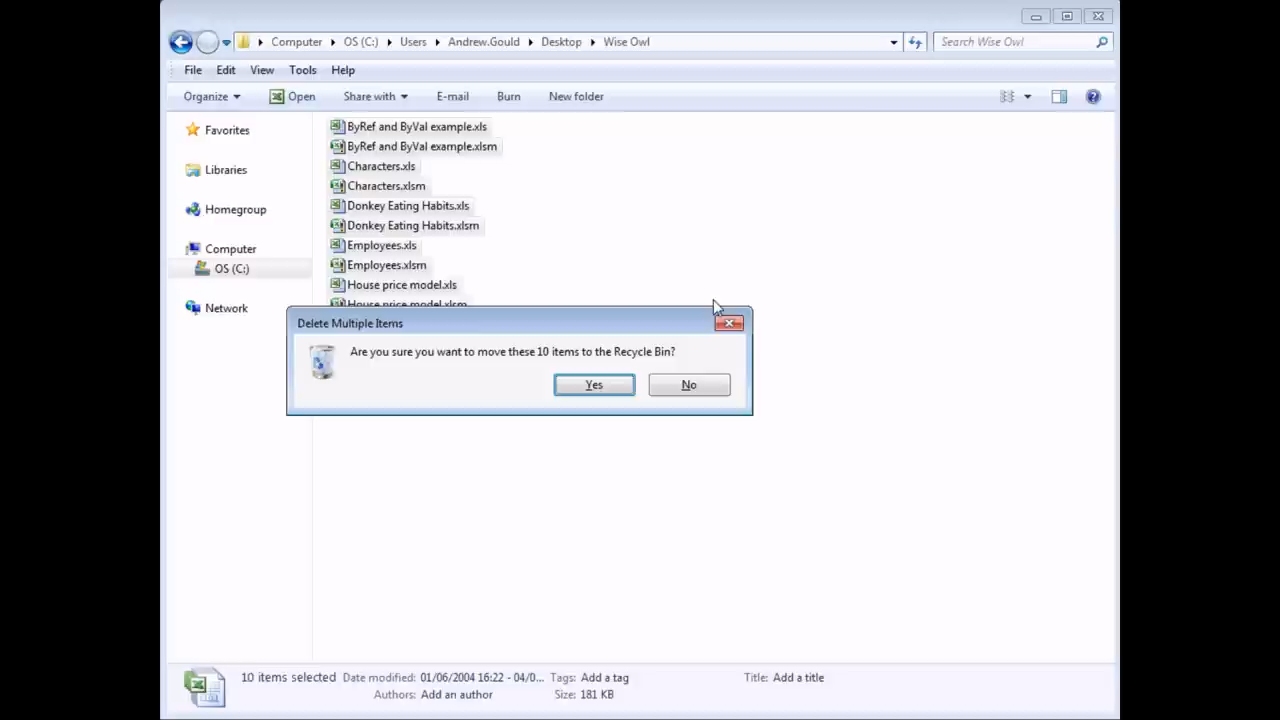 Computer OS (C:) Users Andrew.Gould Desktop Wise Owl Search Wise Owl
File Edit View Tools Help
Organize Open Share with E-mail Burn New folder
Favorites
Libraries
Homegroup
Computer
OS (C:)
Network
ByRef and ByVal example.xls
ByRef and ByVal example.xlsm
Characters.xls
Characters.xlsm
Donkey Eating Habits.xls
Donkey Eating Habits.xlsm
Employees.xls
Employees.xlsm
House price model.xls
House price model.xlsm
Delete Multiple Items
Are you sure you want to move these 10 items to the Recycle Bin?
Yes No
10 items selected Date modified: 01/06/2004 16:22 - 04/0... Tags: Add a tag Title: Add a title
Authors: Add an author Size: 181 KB